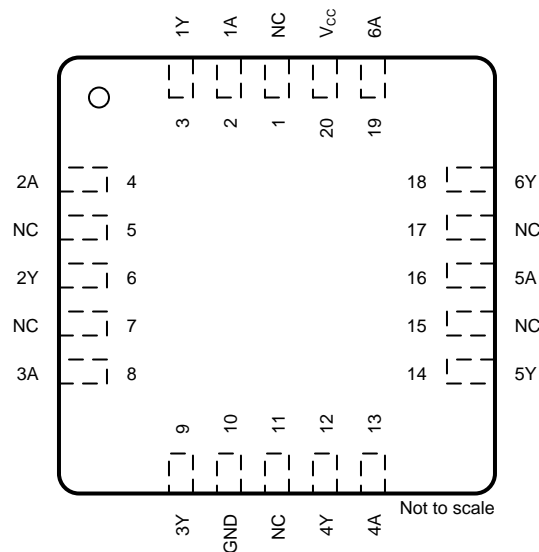 1Y 1A NC VCC 6A
3 2 1 20 19
2A 4 18 6Y
NC 5 17 NC
2Y 6 16 5A
NC 7 15 NC
3A 8 14 5Y
9 10 11 12 13
3Y GND NC 4Y 4A
Not to scale